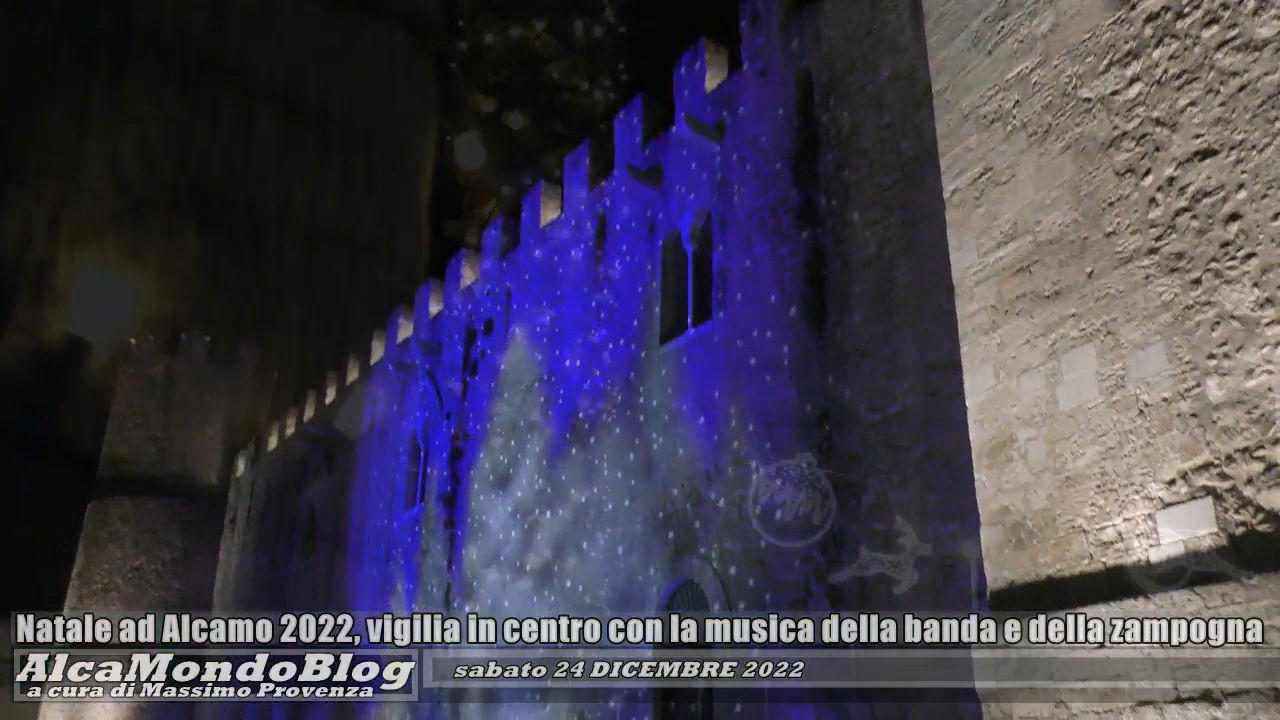 Natale ad Alcamo 2022, vigilia in centro con la musica della banda e della zampogna
AlcaMondoBlog
a cura di Massimo Provenza
sabato 24 DICEMBRE 2022